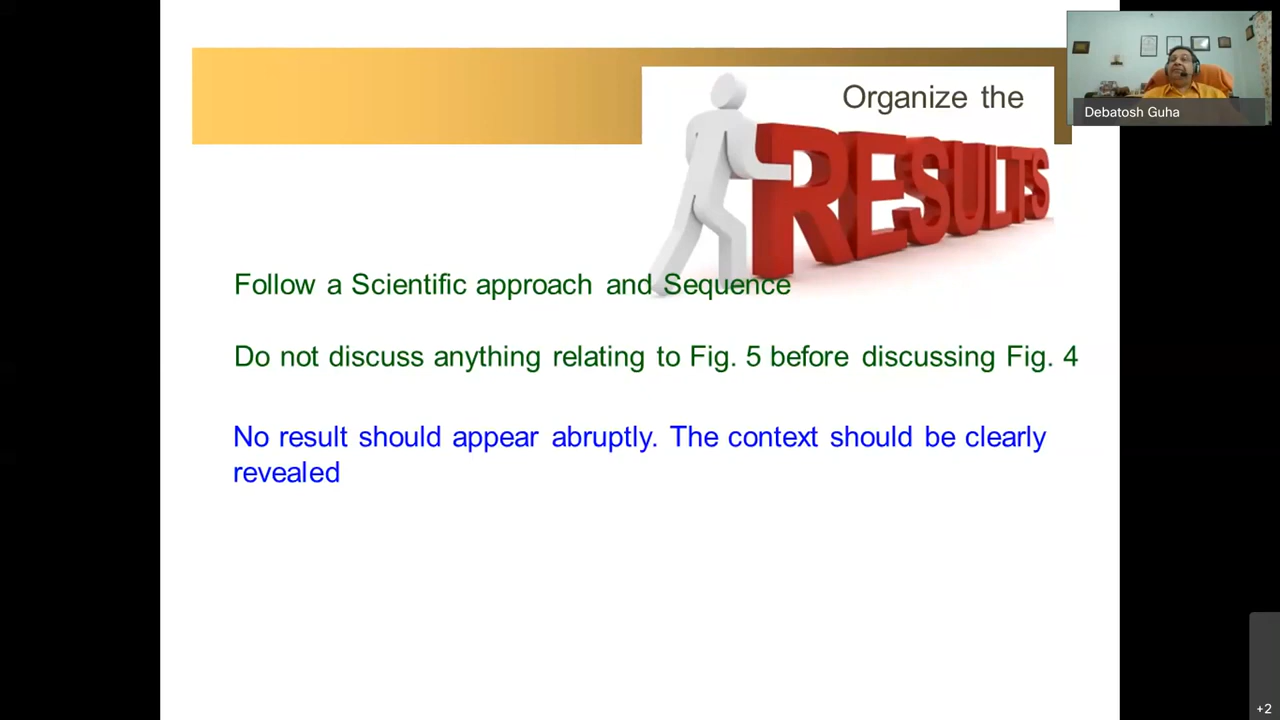 Organize the
RESULTS
Debatosh Guha
Follow a Scientific approach and Sequence
Do not discuss anything relating to Fig. 5 before discussing Fig. 4
No result should appear abruptly. The context should be clearly
revealed
+2